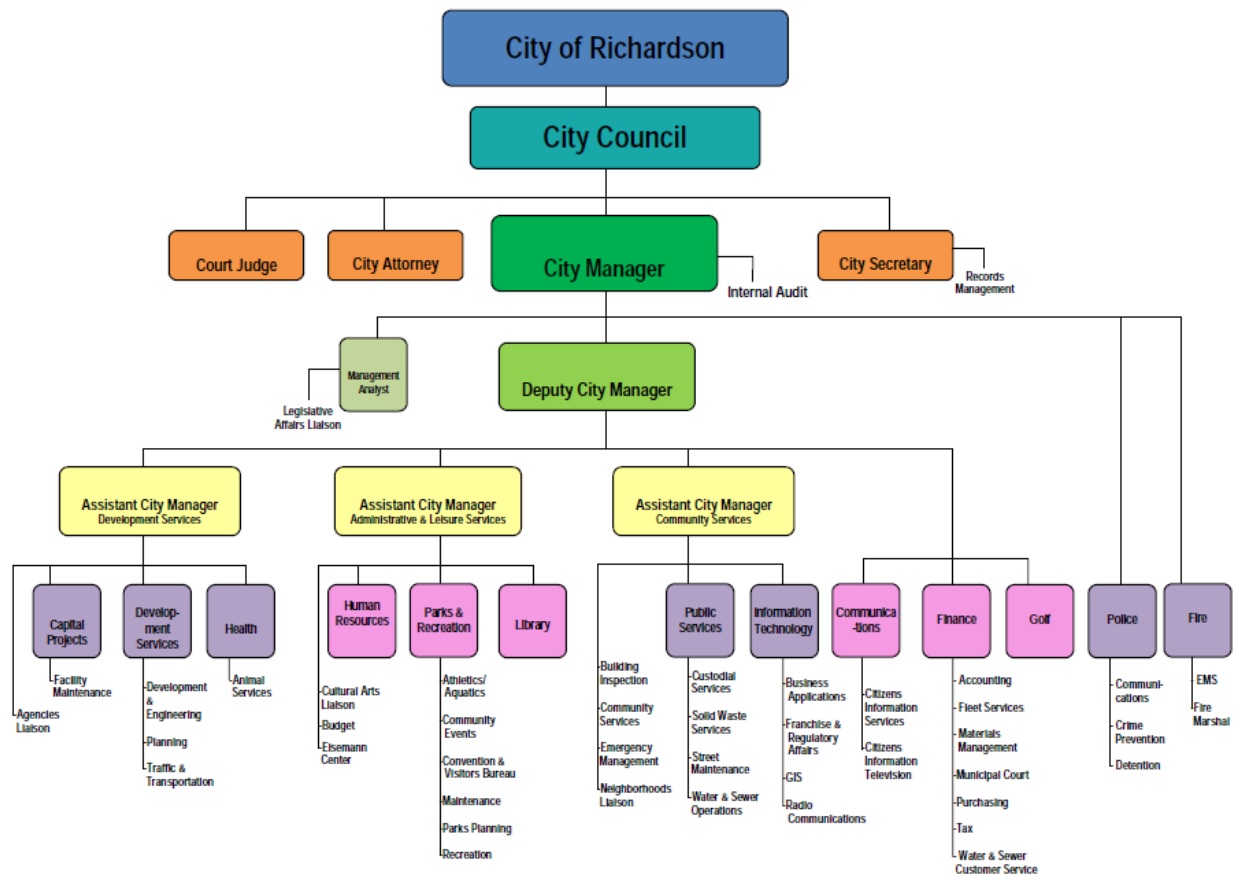 City of Richardson
City Council
Court Judge
City Attorney
City Manager
City Secretary
Internal Audit
Records
Management
Management
Analyst
Legislative
Affairs Liaison
Deputy City Manager
Assistant City Manager
Development Services
Assistant City Manager
Administrative & Leisure Services
Assistant City Manager
Community Services
Capital
Projects
Facility
Maintenance
Agencies
Liaison
Develop-
ment
Services
Development
&
Engineering
Planning
Traffic &
Transportation
Health
Animal
Services
Cultural Arts
Liaison
Budget
Eisemann
Center
Human
Resources
Parks &
Recreation
Athletics/
Aquatics
Community
Events
Convention &
Visitors Bureau
Maintenance
Parks Planning
Recreation
Library
Building
Inspection
Community
Services
Emergency
Management
Neighborhoods
Liaison
Public
Services
Custodial
Services
Solid Waste
Services
Street
Maintenance
Water & Sewer
Operations
Information
Technology
Business
Applications
Franchise &
Regulatory
Affairs
GIS
Radio
Communications
Communica
-tions
Citizens
Information
Services
Citizens
Information
Television
Finance
Accounting
Fleet Services
Materials
Management
Municipal Court
Purchasing
Tax
Water & Sewer
Customer Service
Golf
Police
Communi-
cations
Crime
Prevention
Detention
Fire
EMS
Fire
Marshal